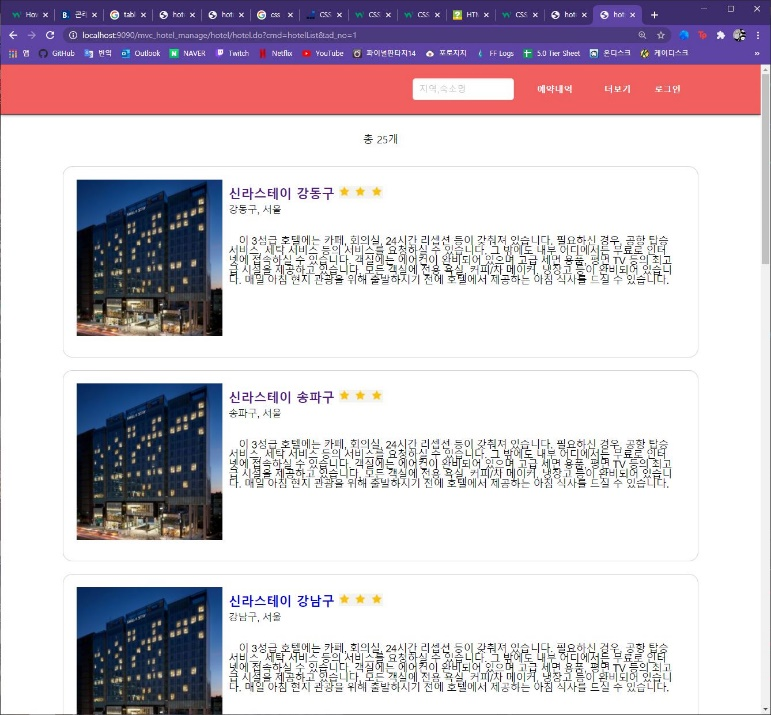 Ho
B. 관리
tabl
hoti
hoti
css
CSS
CSS
CSS
HTM
CSS
hoti
hot
localhost:9090/mvc_hotel_manage/hotel/hotel.do?cmd=hotelList&ad_no=1
앱 GitHub 번역 Outlook NAVER Twitch Netflix YouTube 파이널판타지14 포로지지 FF Logs 5.0 Tier Sheet 온디스크 케이디스크 »
지역,숙소명 예약내역 더보기 로그인
총 25개
신라스테이 강동구
강동구, 서울
이 3성급 호텔에는 카페, 회의실, 24시간 리셉션 등이 갖춰져 있습니다. 필요하신 경우, 공항 탑승
서비스, 세탁 서비스 등의 서비스를 요청하실 수 있습니다. 그 밖에도 내부 어디에서든 무료로 인터
넷에 접속하실 수 있습니다. 객실에는 에어컨이 완비되어 있으며 고급 세면 용품, 평면 TV 등의 최고
급 시설을 제공하고 있습니다. 모든 객실에 전용 욕실, 커피/차 메이커, 냉장고 등이 완비되어 있습니
다. 매일 아침 현지 관광을 위해 출발하시기 전에 호텔에서 제공하는 아침 식사를 드실 수 있습니다.
신라스테이 송파구
송파구, 서울
이 3성급 호텔에는 카페, 회의실, 24시간 리셉션 등이 갖춰져 있습니다. 필요하신 경우, 공항 탑승
서비스, 세탁 서비스 등의 서비스를 요청하실 수 있습니다. 그 밖에도 내부 어디에서든 무료로 인터
넷에 접속하실 수 있습니다. 객실에는 에어컨이 완비되어 있으며 고급 세면 용품, 평면 TV 등의 최고
급 시설을 제공하고 있습니다. 모든 객실에 전용 욕실, 커피/차 메이커, 냉장고 등이 완비되어 있습니
다. 매일 아침 현지 관광을 위해 출발하시기 전에 호텔에서 제공하는 아침 식사를 드실 수 있습니다.
신라스테이 강남구
강남구, 서울
이 3성급 호텔에는 카페, 회의실, 24시간 리셉션 등이 갖춰져 있습니다. 필요하신 경우, 공항 탑승
서비스, 세탁 서비스 등의 서비스를 요청하실 수 있습니다. 그 밖에도 내부 어디에서든 무료로 인터
넷에 접속하실 수 있습니다. 객실에는 에어컨이 완비되어 있으며 고급 세면 용품, 평면 TV 등의 최고
급 시설을 제공하고 있습니다. 모든 객실에 전용 욕실, 커피/차 메이커, 냉장고 등이 완비되어 있습니
다. 매일 아침 현지 관광을 위해 출발하시기 전에 호텔에서 제공하는 아침 식사를 드실 수 있습니다.